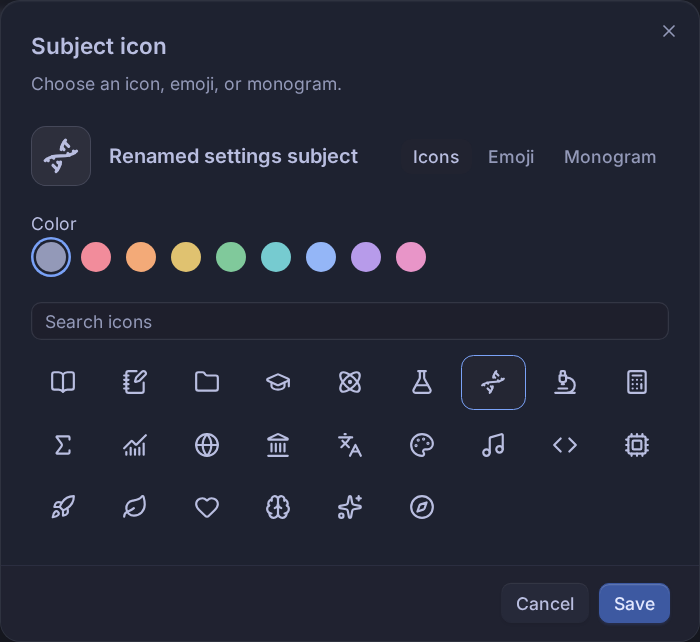 Subject icon
Choose an icon, emoji, or monogram.
Renamed settings subject
Icons Emoji Monogram
Color
Search icons
Cancel Save